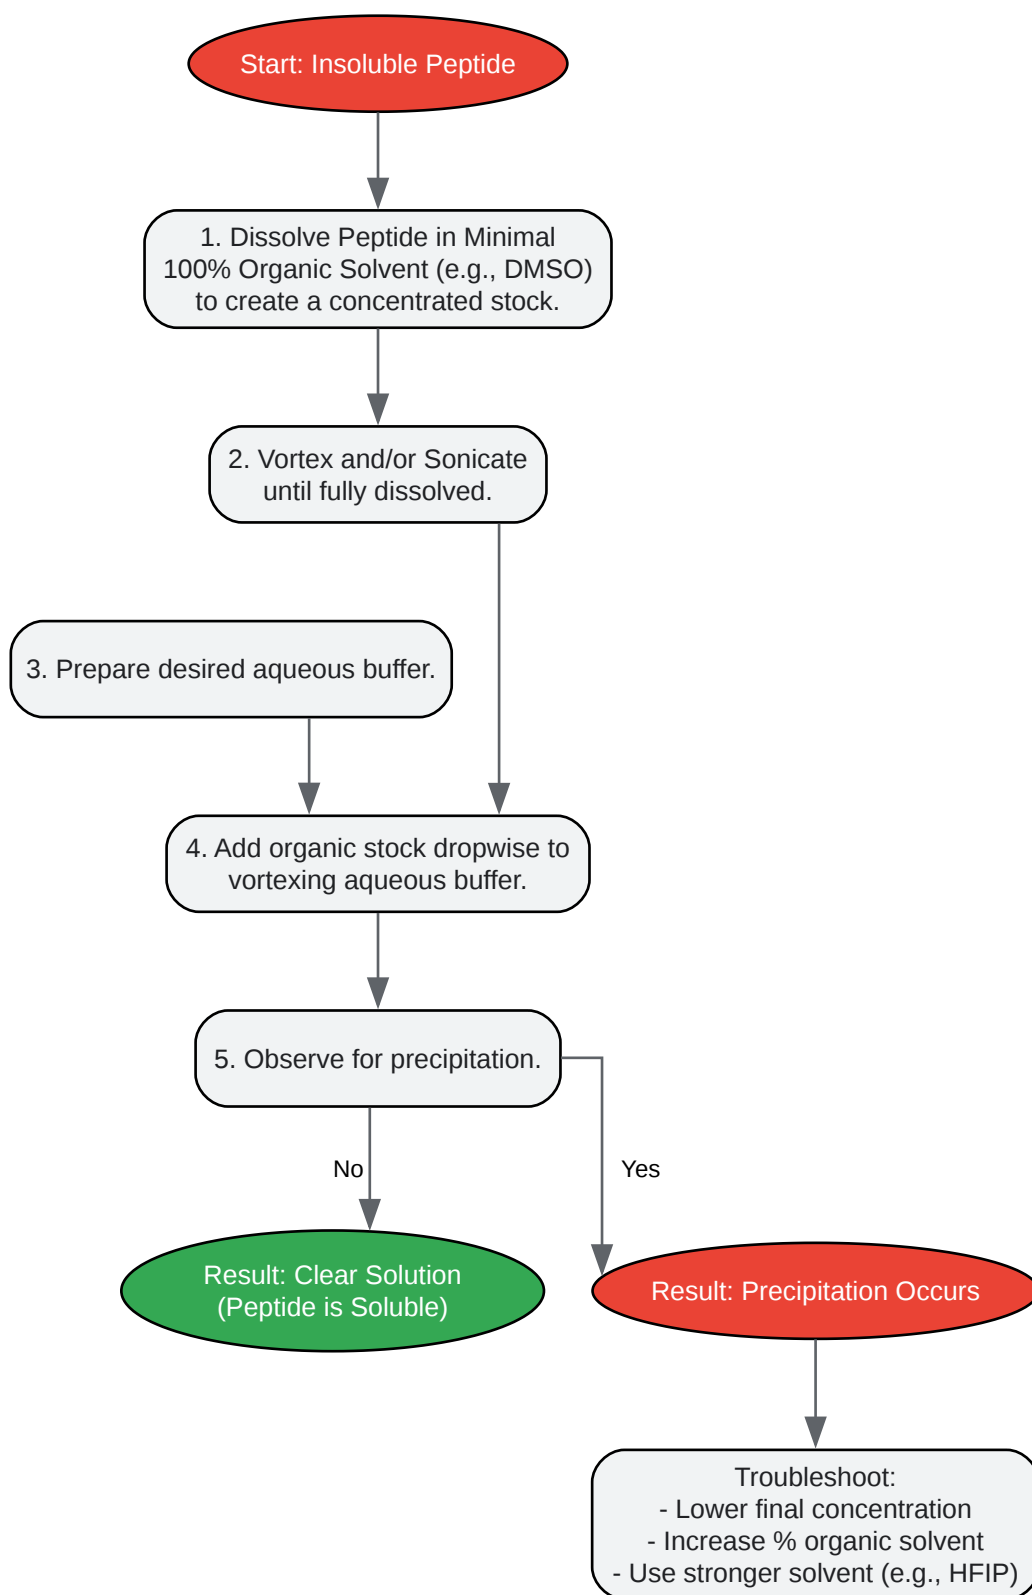 Start: Insoluble Peptide
1. Dissolve Peptide in Minimal
100% Organic Solvent (e.g., DMSO)
to create a concentrated stock.
2. Vortex and/or Sonicate
until fully dissolved.
3. Prepare desired aqueous buffer.
4. Add organic stock dropwise to
vortexing aqueous buffer.
5. Observe for precipitation.
No
Yes
Result: Clear Solution
(Peptide is Soluble)
Result: Precipitation Occurs
Troubleshoot:
- Lower final concentration
- Increase % organic solvent
- Use stronger solvent (e.g., HFIP)